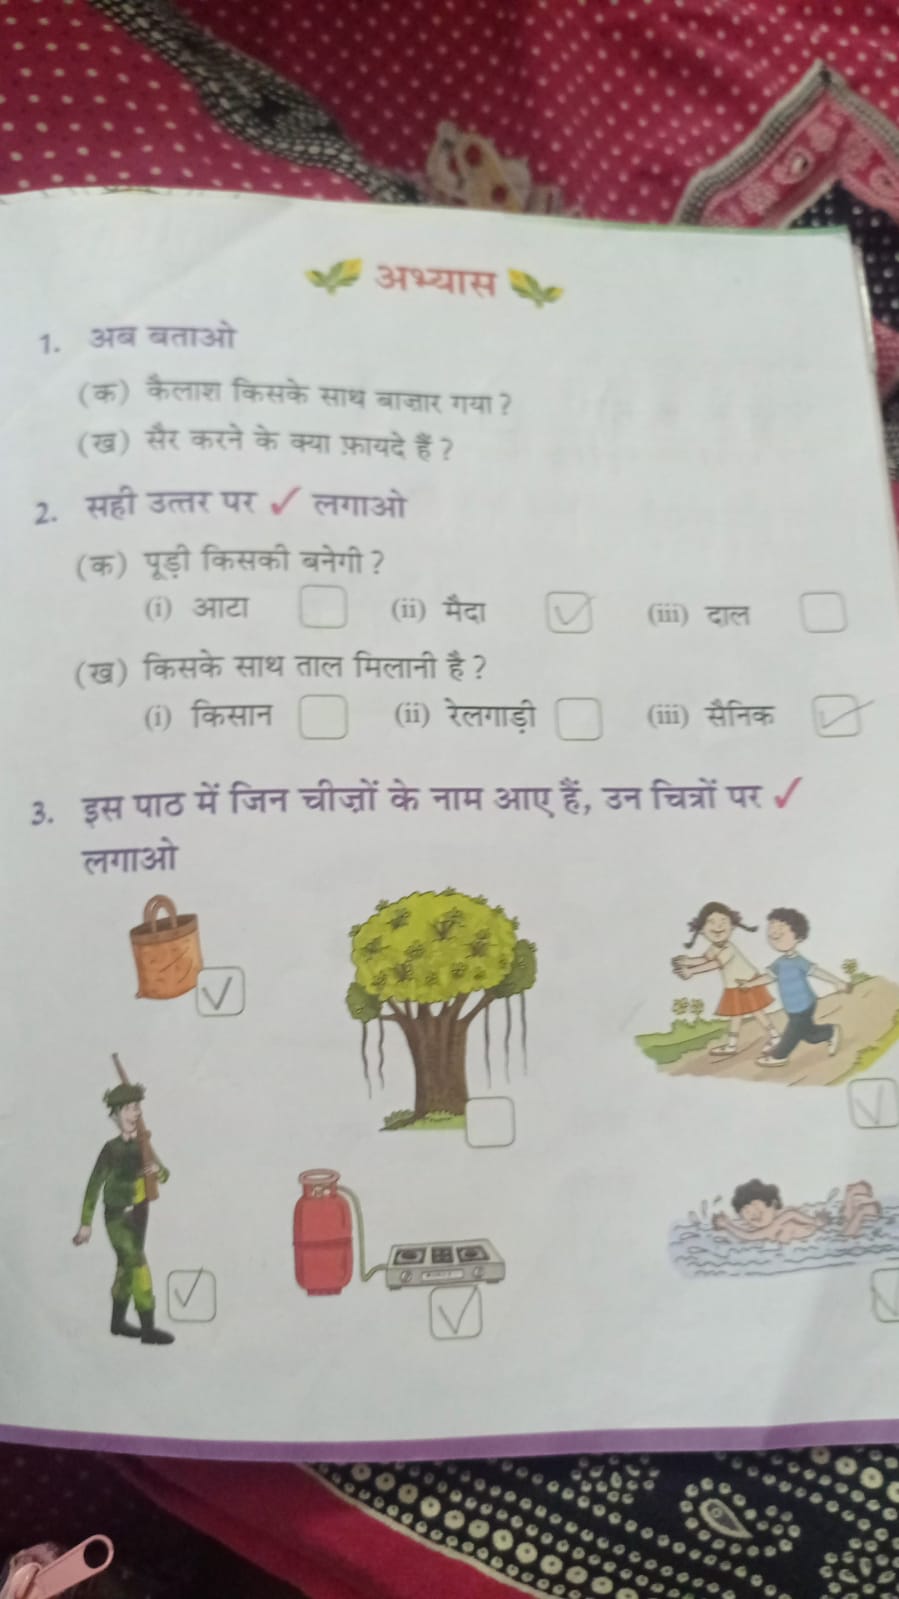 अभ्यास
1. अब बताओ
(क) कैलाश किसके साथ बाज़ार गया?
(ख) सैर करने के क्या फ़ायदे हैं?
2. सही उत्तर पर ✓ लगाओ
(क) पूड़ी किसकी बनेगी?
(i) आटा (ii) मैदा ✓ (iii) दाल
(ख) किसके साथ ताल मिलानी है?
(i) किसान (ii) रेलगाड़ी (iii) सैनिक ✓
3. इस पाठ में जिन चीज़ों के नाम आए हैं, उन चित्रों पर ✓
लगाओ